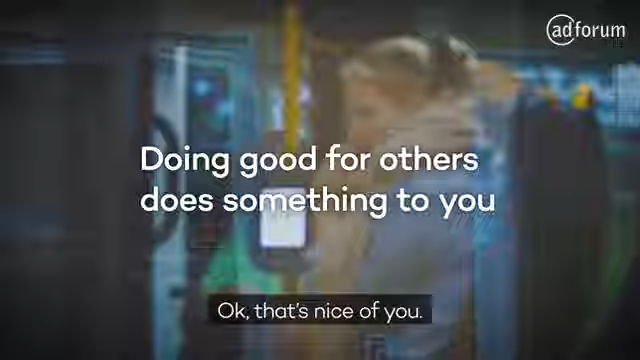 adforum
Doing good for others
does something to you
Ok, that's nice of you.